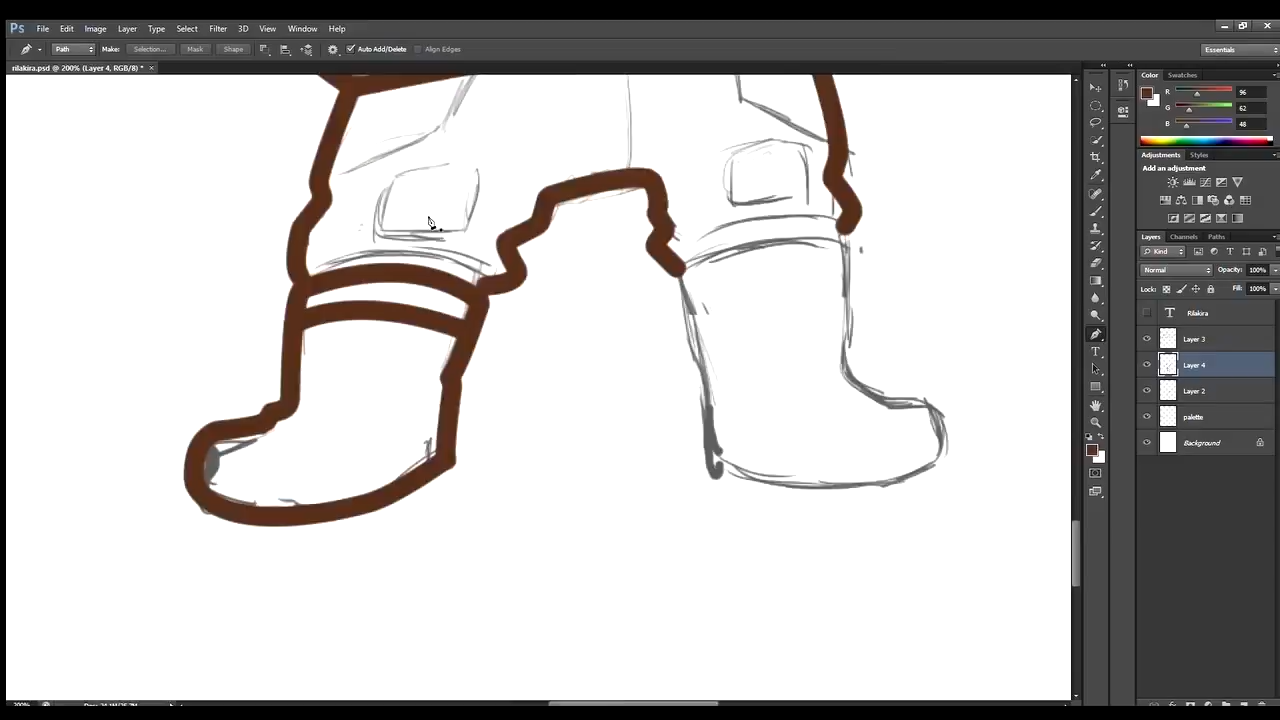 Ps File Edit Image Layer Type Select Filter 3D View Window Help
Path Make: Selection... Mask Shape Auto Add/Delete Align Edges Essentials
rilakira.psd @ 200% (Layer 4, RGB/8) * ×
Color Swatches
R 96
G 62
B 48
Adjustments Styles
Add an adjustment
Layers Channels Paths
Kind
Normal Opacity: 100%
Lock: Fill: 100%
T Rilakira
Layer 3
Layer 4
Layer 2
palette
Background